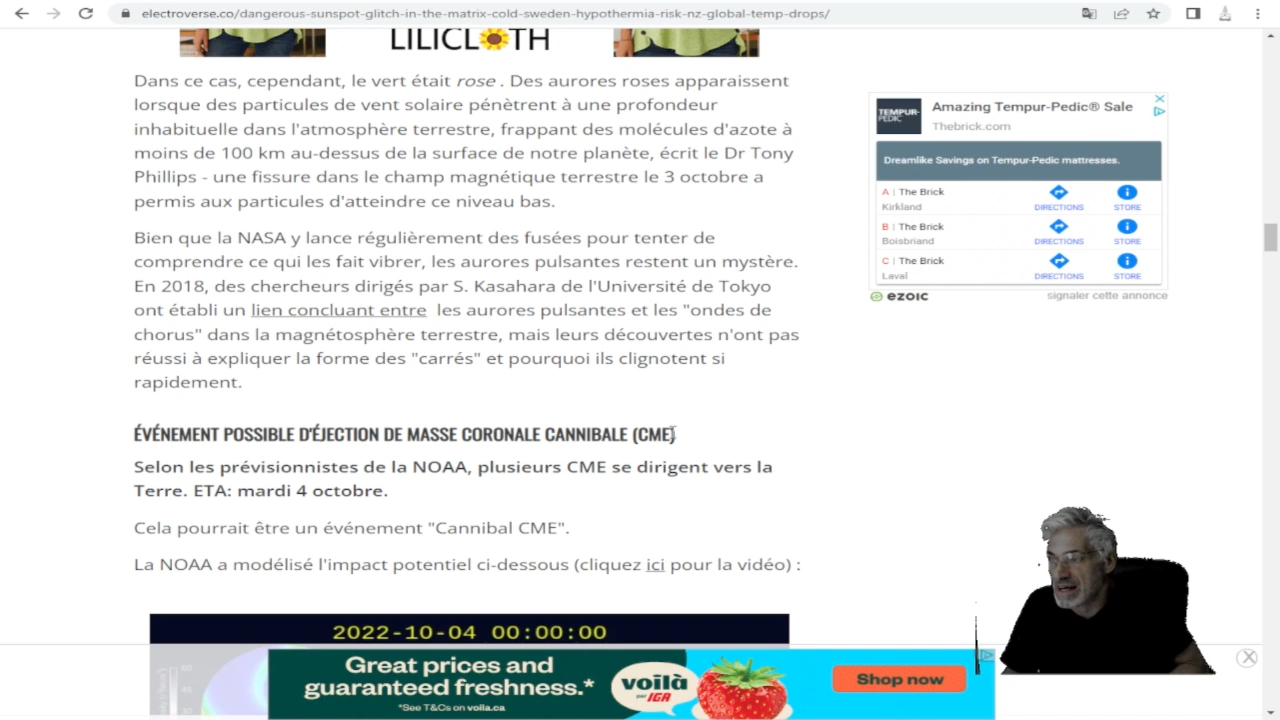 electroverse.co/dangerous-sunspot-glitch-in-the-matrix-cold-sweden-hypothermia-risk-nz-global-temp-drops/
LILICLOTH
Dans ce cas, cependant, le vert était rose . Des aurores roses apparaissent
lorsque des particules de vent solaire pénètrent à une profondeur
inhabituelle dans l'atmosphère terrestre, frappant des molécules d'azote à
moins de 100 km au-dessus de la surface de notre planète, écrit le Dr Tony
Phillips - une fissure dans le champ magnétique terrestre le 3 octobre a
permis aux particules d'atteindre ce niveau bas.
Bien que la NASA y lance régulièrement des fusées pour tenter de
comprendre ce qui les fait vibrer, les aurores pulsantes restent un mystère.
En 2018, des chercheurs dirigés par S. Kasahara de l'Université de Tokyo
ont établi un lien concluant entre les aurores pulsantes et les "ondes de
chorus" dans la magnétosphère terrestre, mais leurs découvertes n'ont pas
réussi à expliquer la forme des "carrés" et pourquoi ils clignotent si
rapidement.
ÉVÉNEMENT POSSIBLE D'ÉJECTION DE MASSE CORONALE CANNIBALE (CME)
Selon les prévisionnistes de la NOAA, plusieurs CME se dirigent vers la
Terre. ETA: mardi 4 octobre.
Cela pourrait être un événement "Cannibal CME".
La NOAA a modélisé l'impact potentiel ci-dessous (cliquez ici pour la vidéo) :
2022-10-04 00:00:00
TEMPUR-PEDIC
Amazing Tempur-Pedic® Sale
Thebrick.com
Dreamlike Savings on Tempur-Pedic mattresses.
A | The Brick
Kirkland
DIRECTIONS
STORE
B | The Brick
Boisbriand
DIRECTIONS
STORE
C | The Brick
Laval
DIRECTIONS
STORE
ezoic
signaler cette annonce
Great prices and
guaranteed freshness.*
*See T&Cs on voila.ca
voilà
par IGA
Shop now